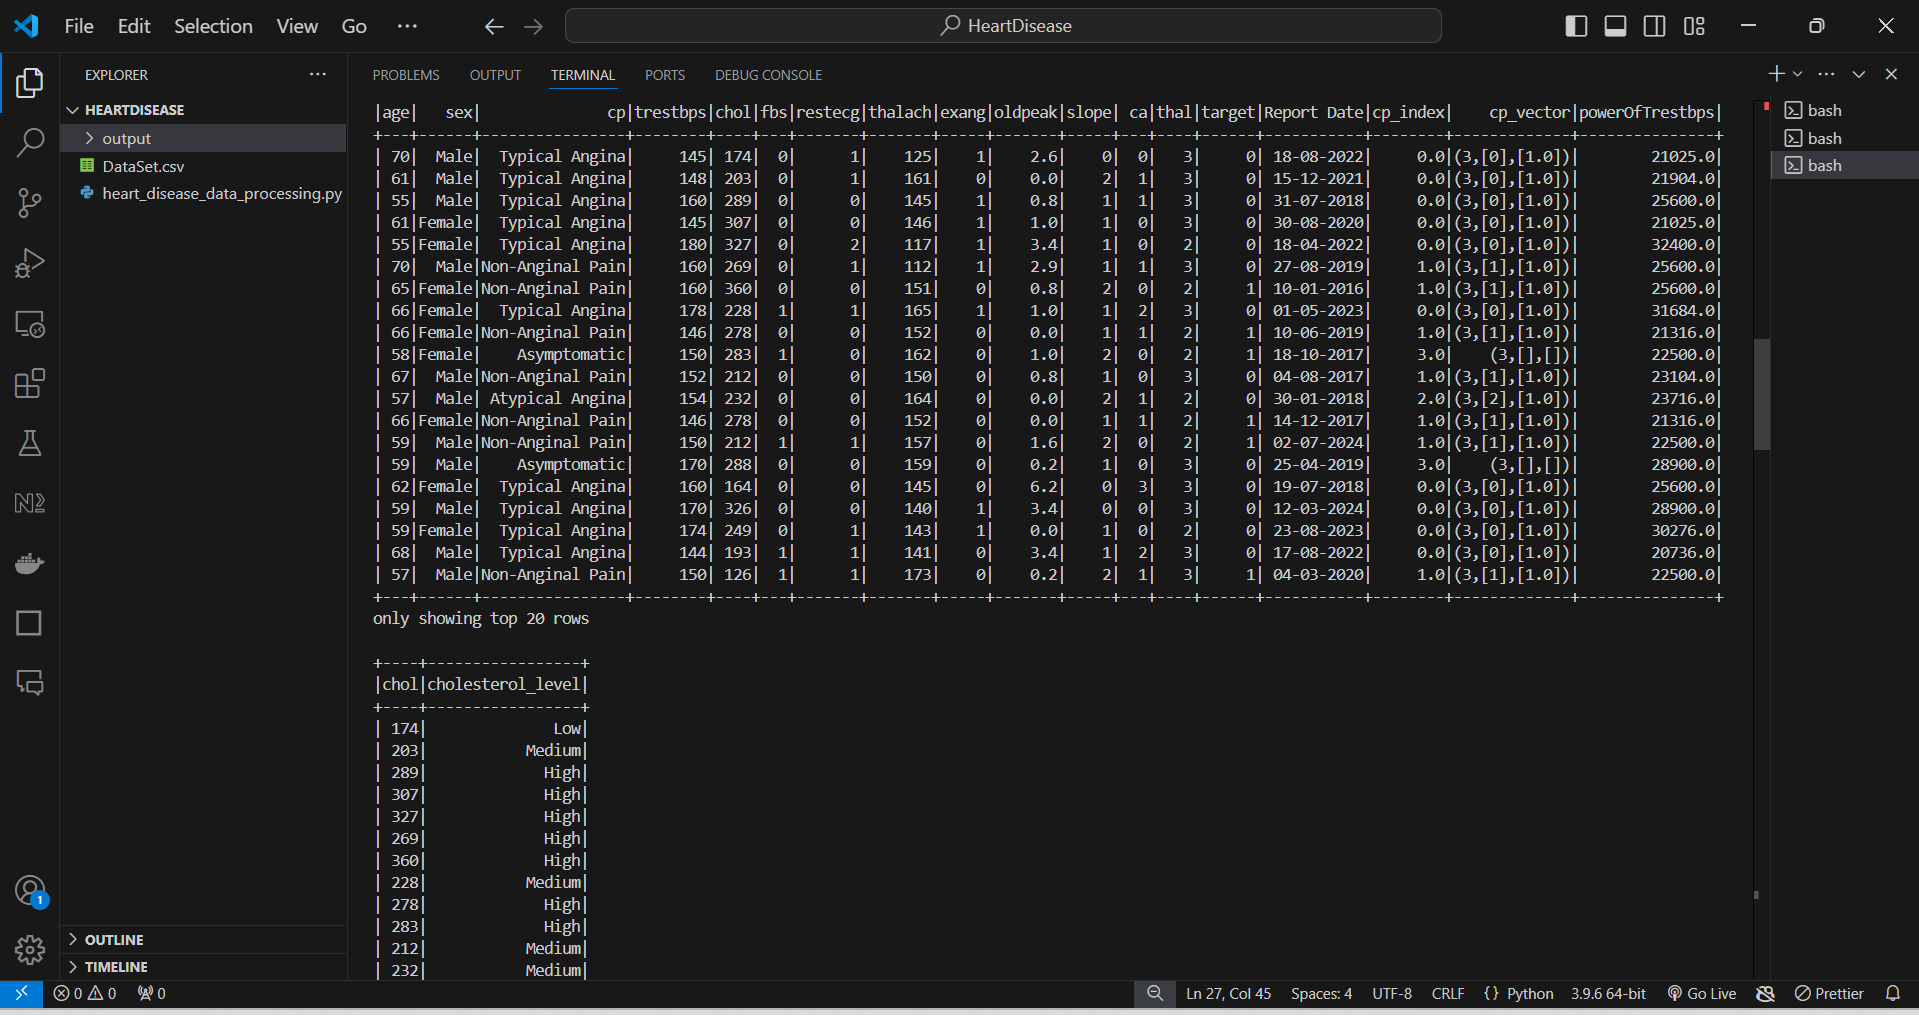 File Edit Selection View Go ··· HeartDisease
EXPLORER ···
HEARTDISEASE
output
DataSet.csv
heart_disease_data_processing.py
OUTLINE
TIMELINE
PROBLEMS OUTPUT TERMINAL PORTS DEBUG CONSOLE
|age|   sex|              cp|trestbps|chol|fbs|restecg|thalach|exang|oldpeak|slope| ca|thal|target|Report Date|cp_index|    cp_vector|powerOfTrestbps|
+---+------+----------------+--------+----+---+-------+-------+-----+-------+-----+---+----+------+-----------+--------+-------------+---------------+
| 70|  Male|  Typical Angina|     145| 174|  0|      1|    125|    1|    2.6|    0|  0|   3|     0| 18-08-2022|     0.0|(3,[0],[1.0])|        21025.0|
| 61|  Male|  Typical Angina|     148| 203|  0|      1|    161|    0|    0.0|    2|  1|   3|     0| 15-12-2021|     0.0|(3,[0],[1.0])|        21904.0|
| 55|  Male|  Typical Angina|     160| 289|  0|      0|    145|    1|    0.8|    1|  1|   3|     0| 31-07-2018|     0.0|(3,[0],[1.0])|        25600.0|
| 61|Female|  Typical Angina|     145| 307|  0|      0|    146|    1|    1.0|    1|  0|   3|     0| 30-08-2020|     0.0|(3,[0],[1.0])|        21025.0|
| 55|Female|  Typical Angina|     180| 327|  0|      2|    117|    1|    3.4|    1|  0|   2|     0| 18-04-2022|     0.0|(3,[0],[1.0])|        32400.0|
| 70|  Male|Non-Anginal Pain|     160| 269|  0|      1|    112|    1|    2.9|    1|  1|   3|     0| 27-08-2019|     1.0|(3,[1],[1.0])|        25600.0|
| 65|Female|Non-Anginal Pain|     160| 360|  0|      0|    151|    0|    0.8|    2|  0|   2|     1| 10-01-2016|     1.0|(3,[1],[1.0])|        25600.0|
| 66|Female|  Typical Angina|     178| 228|  1|      1|    165|    1|    1.0|    1|  2|   3|     0| 01-05-2023|     0.0|(3,[0],[1.0])|        31684.0|
| 66|Female|Non-Anginal Pain|     146| 278|  0|      0|    152|    0|    0.0|    1|  1|   2|     1| 10-06-2019|     1.0|(3,[1],[1.0])|        21316.0|
| 58|Female|    Asymptomatic|     150| 283|  1|      0|    162|    0|    1.0|    2|  0|   2|     1| 18-10-2017|     3.0|    (3,[],[])|        22500.0|
| 67|  Male|Non-Anginal Pain|     152| 212|  0|      0|    150|    0|    0.8|    1|  0|   3|     0| 04-08-2017|     1.0|(3,[1],[1.0])|        23104.0|
| 57|  Male| Atypical Angina|     154| 232|  0|      0|    164|    0|    0.0|    2|  1|   2|     0| 30-01-2018|     2.0|(3,[2],[1.0])|        23716.0|
| 66|Female|Non-Anginal Pain|     146| 278|  0|      0|    152|    0|    0.0|    1|  1|   2|     1| 14-12-2017|     1.0|(3,[1],[1.0])|        21316.0|
| 59|  Male|Non-Anginal Pain|     150| 212|  1|      1|    157|    0|    1.6|    2|  0|   2|     1| 02-07-2024|     1.0|(3,[1],[1.0])|        22500.0|
| 59|  Male|    Asymptomatic|     170| 288|  0|      0|    159|    0|    0.2|    1|  0|   3|     0| 25-04-2019|     3.0|    (3,[],[])|        28900.0|
| 62|Female|  Typical Angina|     160| 164|  0|      0|    145|    0|    6.2|    0|  3|   3|     0| 19-07-2018|     0.0|(3,[0],[1.0])|        25600.0|
| 59|  Male|  Typical Angina|     170| 326|  0|      0|    140|    1|    3.4|    0|  0|   3|     0| 12-03-2024|     0.0|(3,[0],[1.0])|        28900.0|
| 59|Female|  Typical Angina|     174| 249|  0|      1|    143|    1|    0.0|    1|  0|   2|     0| 23-08-2023|     0.0|(3,[0],[1.0])|        30276.0|
| 68|  Male|  Typical Angina|     144| 193|  1|      1|    141|    0|    3.4|    1|  2|   3|     0| 17-08-2022|     0.0|(3,[0],[1.0])|        20736.0|
| 57|  Male|Non-Anginal Pain|     150| 126|  1|      1|    173|    0|    0.2|    2|  1|   3|     1| 04-03-2020|     1.0|(3,[1],[1.0])|        22500.0|
+---+------+----------------+--------+----+---+-------+-------+-----+-------+-----+---+----+------+-----------+--------+-------------+---------------+
only showing top 20 rows
+----+-----------------+
|chol|cholesterol_level|
+----+-----------------+
| 174|              Low|
| 203|           Medium|
| 289|             High|
| 307|             High|
| 327|             High|
| 269|             High|
| 360|             High|
| 228|           Medium|
| 278|             High|
| 283|             High|
| 212|           Medium|
| 232|           Medium|
bash
bash
bash
N
1
0 0 0 Ln 27, Col 45 Spaces: 4 UTF-8 CRLF {} Python 3.9.6 64-bit Go Live Prettier